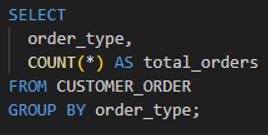 SELECT
  order_type,
  COUNT(*) AS total_orders
FROM CUSTOMER_ORDER
GROUP BY order_type;